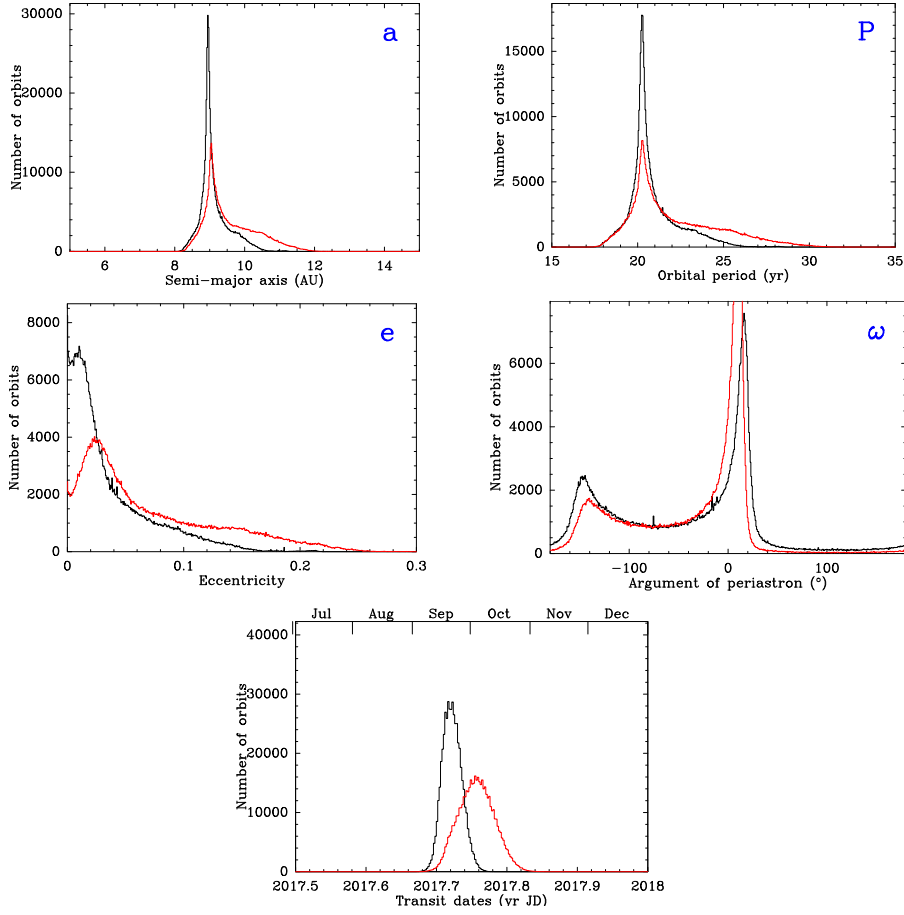 a
Number of orbits
30000
20000
10000
0
6 8 10 12 14
Semi-major axis (AU)
P
Number of orbits
15000
10000
5000
0
15 20 25 30 35
Orbital period (yr)
e
Number of orbits
8000
6000
4000
2000
0
0 0.1 0.2 0.3
Eccentricity
ω
Number of orbits
6000
4000
2000
0
-100 0 100
Argument of periastron (°)
Jul Aug Sep Oct Nov Dec
Number of orbits
40000
30000
20000
10000
0
2017.5 2017.6 2017.7 2017.8 2017.9 2018
Transit dates (yr JD)